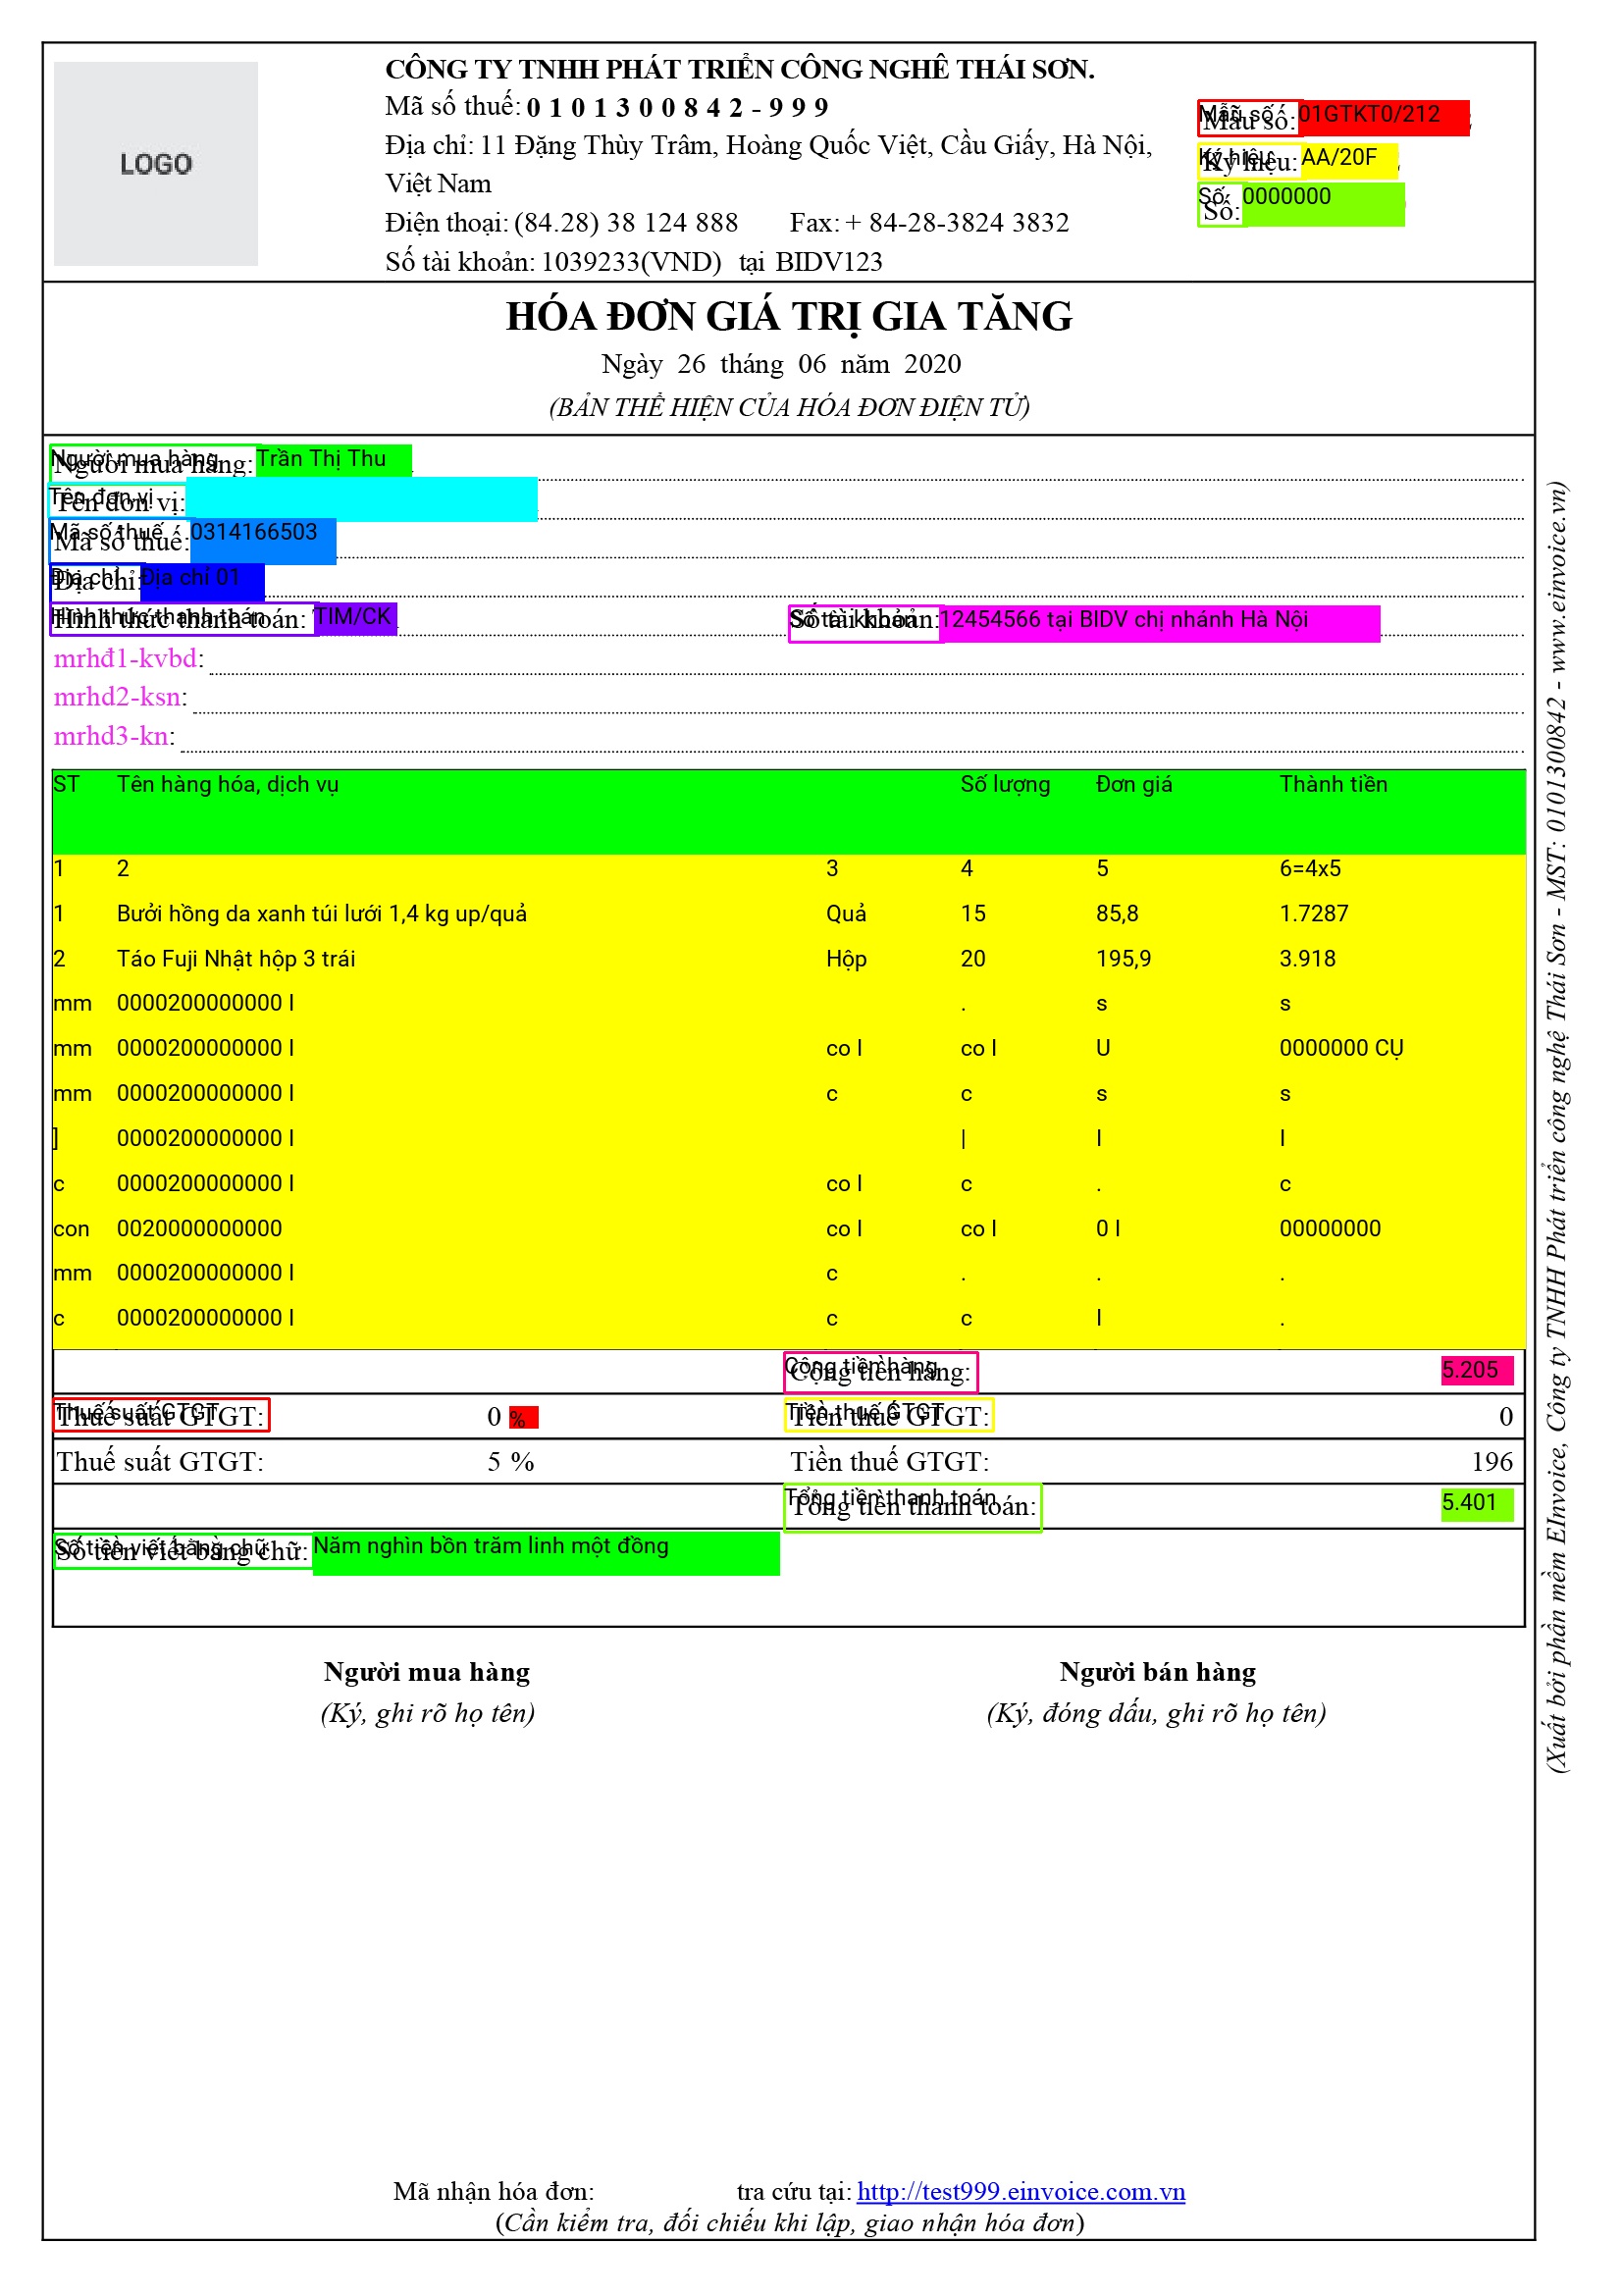 LOGO
CÔNG TY TNHH PHÁT TRIỂN CÔNG NGHÊ THÁI SƠN.
Mã số thuế: 0 1 0 1 3 0 0 8 4 2 - 9 9 9
Địa chỉ: 11 Đặng Thùy Trâm, Hoàng Quốc Việt, Cầu Giấy, Hà Nội,
Việt Nam
Điện thoại: (84.28) 38 124 888 Fax: + 84-28-3824 3832
Số tài khoản: 1039233(VND) tại BIDV123
Mẫu số: 01GTKT0/212
Ký hiệu: AA/20F
Số: 0000000
HÓA ĐƠN GIÁ TRỊ GIA TĂNG
Ngày 26 tháng 06 năm 2020
(BẢN THỂ HIỆN CỦA HÓA ĐƠN ĐIỆN TỬ)
Người mua hàng: Trần Thị Thu
Tên đơn vị:
Mã số thuế: 0314166503
Địa chỉ: Địa chỉ 01
Hình thức thanh toán: TIM/CK Số tài khoản: 12454566 tại BIDV chị nhánh Hà Nội
mrhđ1-kvbd:
mrhd2-ksn:
mrhd3-kn:
ST Tên hàng hóa, dịch vụ Số lượng Đơn giá Thành tiền
1 2 3 4 5 6=4x5
1 Bưởi hồng da xanh túi lưới 1,4 kg up/quả Quả 15 85,8 1.7287
2 Táo Fuji Nhật hộp 3 trái Hộp 20 195,9 3.918
mm 0000200000000 l . s s
mm 0000200000000 l co l co l U 0000000 CỤ
mm 0000200000000 l c c s s
] 0000200000000 l | l l
c 0000200000000 l co l c . c
con 0020000000000 co l co l 0 l 00000000
mm 0000200000000 l c . . .
c 0000200000000 l c c l .
Cộng tiền hàng: 5.205
Thuế suất GTGT: 0 % Tiền thuế GTGT: 0
Thuế suất GTGT: 5 % Tiền thuế GTGT: 196
Tổng tiền thanh toán: 5.401
Số tiền viết bằng chữ: Năm nghìn bồn trăm linh một đồng
Người mua hàng Người bán hàng
(Ký, ghi rõ họ tên) (Ký, đóng dấu, ghi rõ họ tên)
Mã nhận hóa đơn: tra cứu tại: http://test999.einvoice.com.vn
(Cần kiểm tra, đối chiếu khi lập, giao nhận hóa đơn)
(Xuất bởi phần mềm EInvoice, Công ty TNHH Phát triển công nghệ Thái Sơn - MST: 0101300842 - www.einvoice.vn)